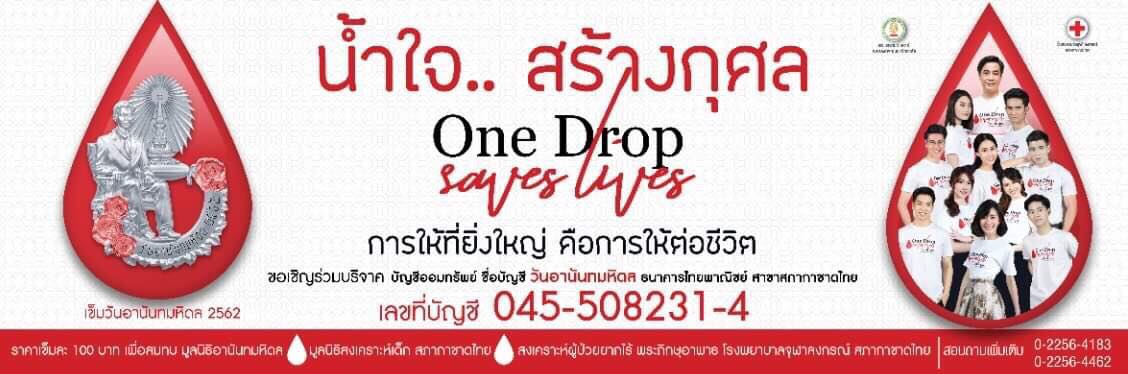 น้ำใจ.. สร้างกุศล
One Drop
saves lives
การให้ที่ยิ่งใหญ่ คือการให้ต่อชีวิต
ขอเชิญร่วมบริจาค บัญชีออมทรัพย์ ชื่อบัญชี วันอานันทมหิดล ธนาคารไทยพาณิชย์ สาขาสภากาชาดไทย
เลขที่บัญชี 045-508231-4
เข็มวันอานันทมหิดล 2562
One Drop
One Drop
One Drop
ราคาเข็มละ 100 บาท เพื่อสมทบ มูลนิธิอานันทมหิดล มูลนิธิสงเคราะห์เด็ก สภากาชาดไทย สงเคราะห์ผู้ป่วยยากไร้ พระภิกษุอาพาธ โรงพยาบาลจุฬาลงกรณ์ สภากาชาดไทย สอนถามเพิ่มเติม 0-2256-4183
0-2256-4462